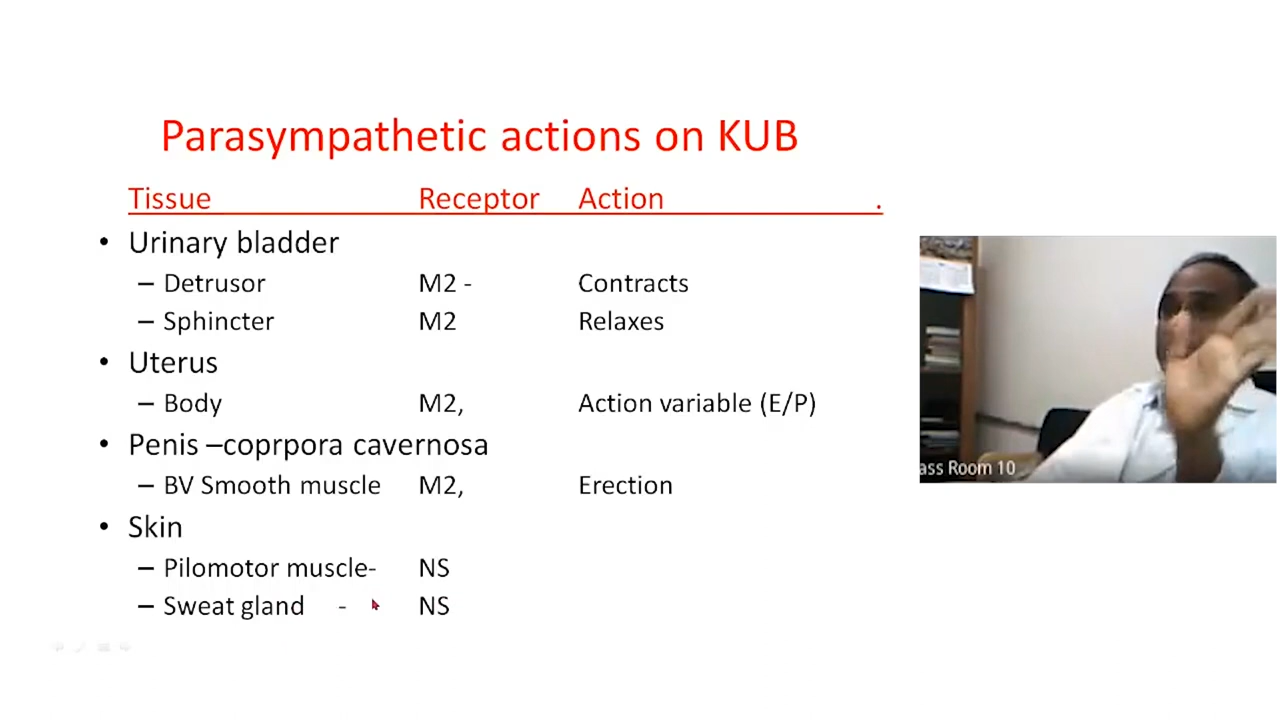 Parasympathetic actions on KUB
Tissue Receptor Action .
• Urinary bladder
– Detrusor M2 - Contracts
– Sphincter M2 Relaxes
• Uterus
– Body M2, Action variable (E/P)
• Penis –coprpora cavernosa
– BV Smooth muscle M2, Erection
• Skin
– Pilomotor muscle- NS
– Sweat gland - NS
ass Room 10